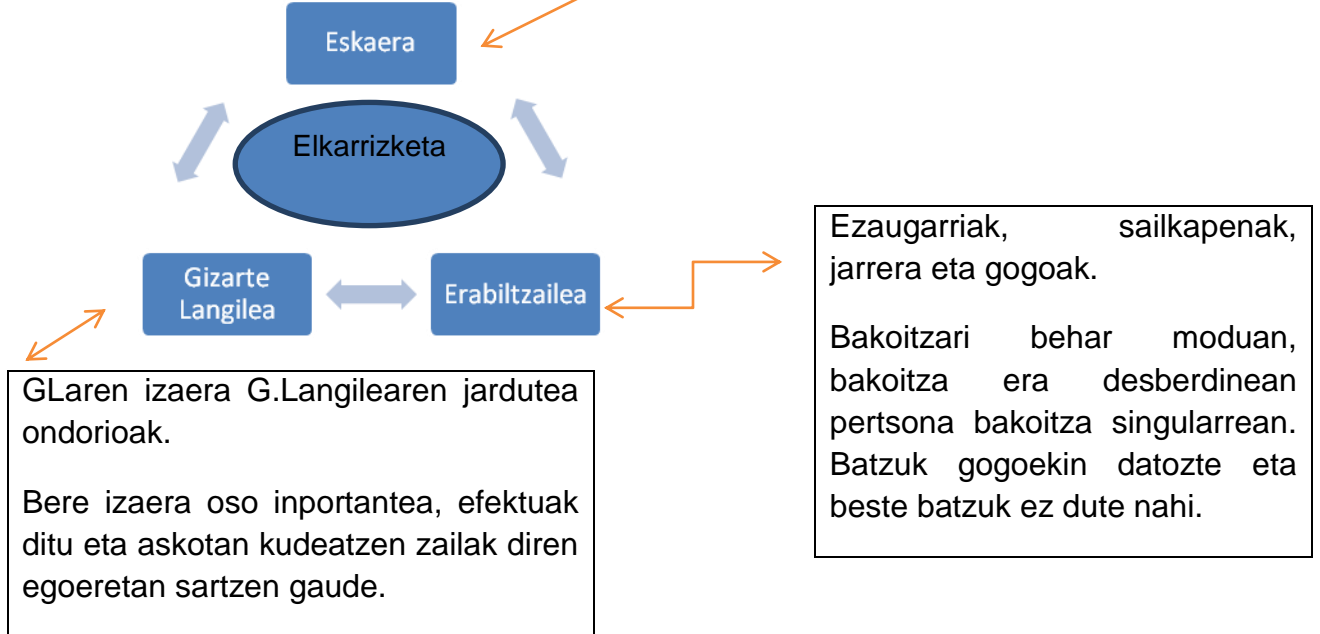 Eskaera
Elkarrizketa
Gizarte
Langilea
Erabiltzailea
Ezaugarriak, sailkapenak,
jarrera eta gogoak.
Bakoitzari behar moduan,
bakoitza era desberdinean
pertsona bakoitza singularrean.
Batzuk gogoekin datozte eta
beste batzuk ez dute nahi.
GLaren izaera G.Langilearen jardutea
ondorioak.
Bere izaera oso inportantea, efektuak
ditu eta askotan kudeatzen zailak diren
egoeretan sartzen gaude.